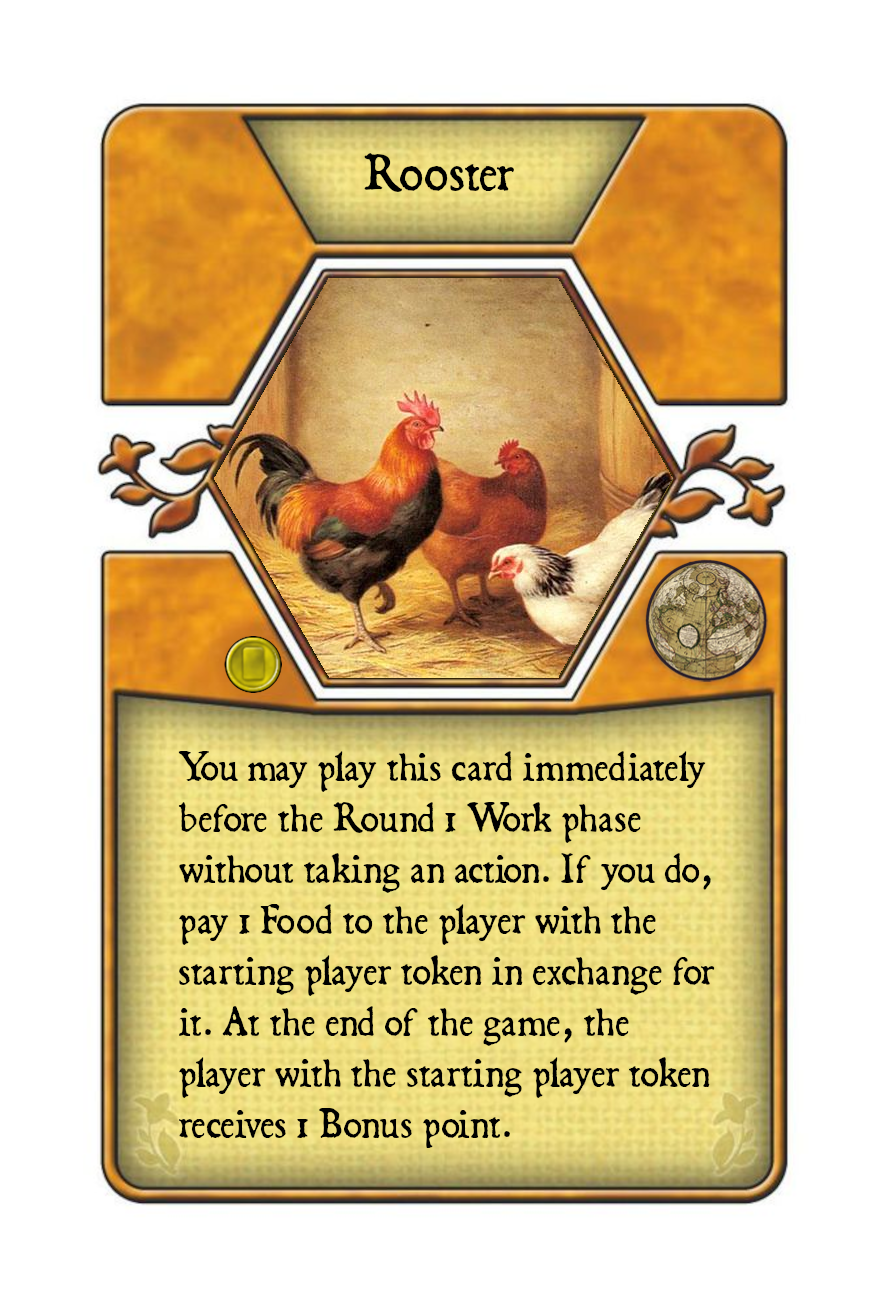 Rooster
You may play this card immediately
before the Round 1 Work phase
without taking an action. If you do,
pay 1 Food to the player with the
starting player token in exchange for
it. At the end of the game, the
player with the starting player token
receives 1 Bonus point.